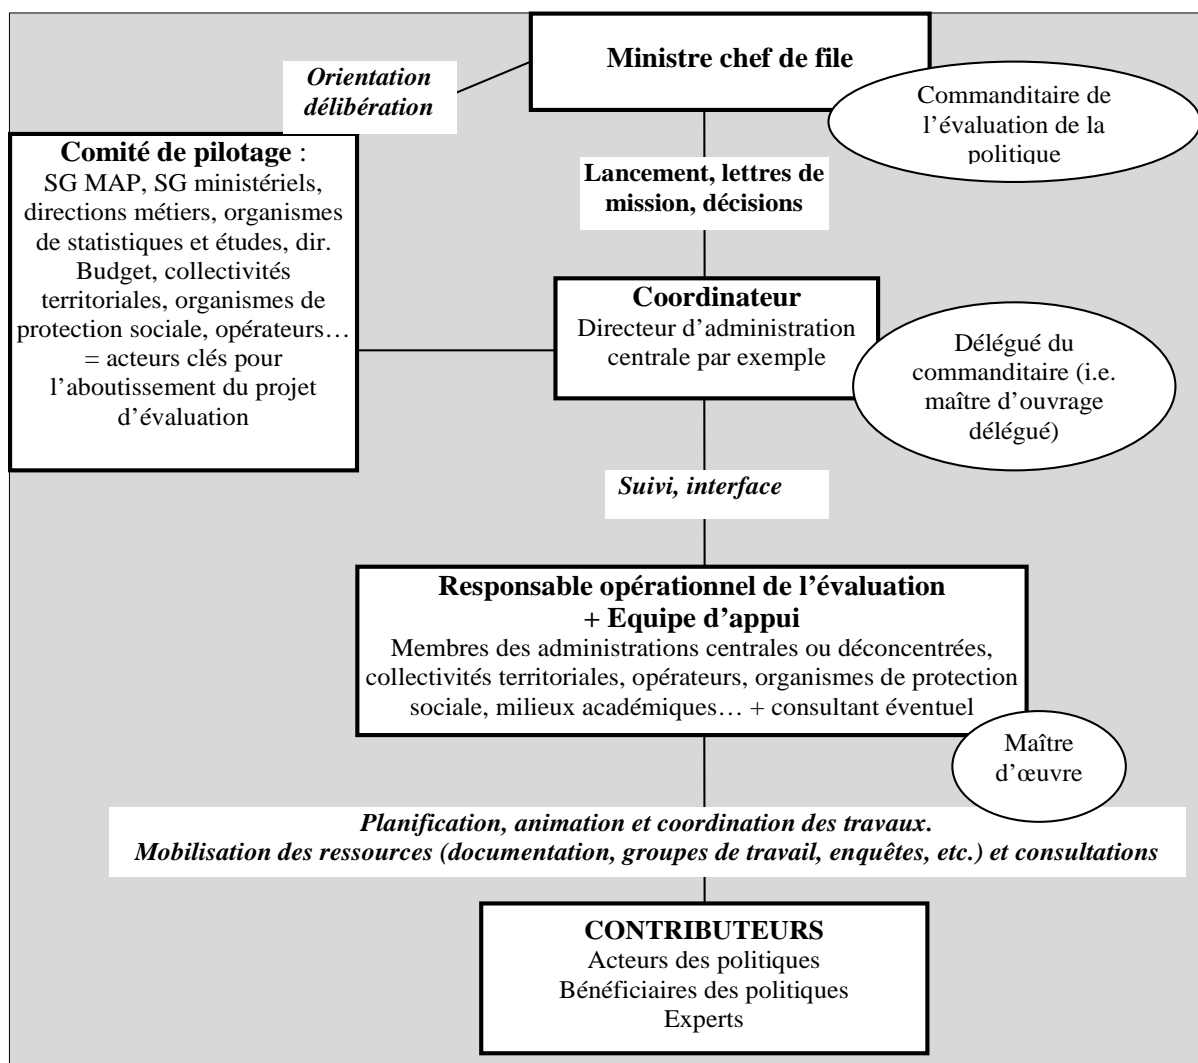 Ministre chef de file
Commanditaire de
l’évaluation de la
politique
Orientation
délibération
Comité de pilotage :
SG MAP, SG ministériels,
directions métiers, organismes
de statistiques et études, dir.
Budget, collectivités
territoriales, organismes de
protection sociale, opérateurs…
= acteurs clés pour
l’aboutissement du projet
d’évaluation
Lancement, lettres de
mission, décisions
Coordinateur
Directeur d’administration
centrale par exemple
Délégué du
commanditaire (i.e.
maître d’ouvrage
délégué)
Suivi, interface
Responsable opérationnel de l’évaluation
+ Equipe d’appui
Membres des administrations centrales ou déconcentrées,
collectivités territoriales, opérateurs, organismes de protection
sociale, milieux académiques… + consultant éventuel
Maître
d’œuvre
Planification, animation et coordination des travaux.
Mobilisation des ressources (documentation, groupes de travail, enquêtes, etc.) et consultations
CONTRIBUTEURS
Acteurs des politiques
Bénéficiaires des politiques
Experts